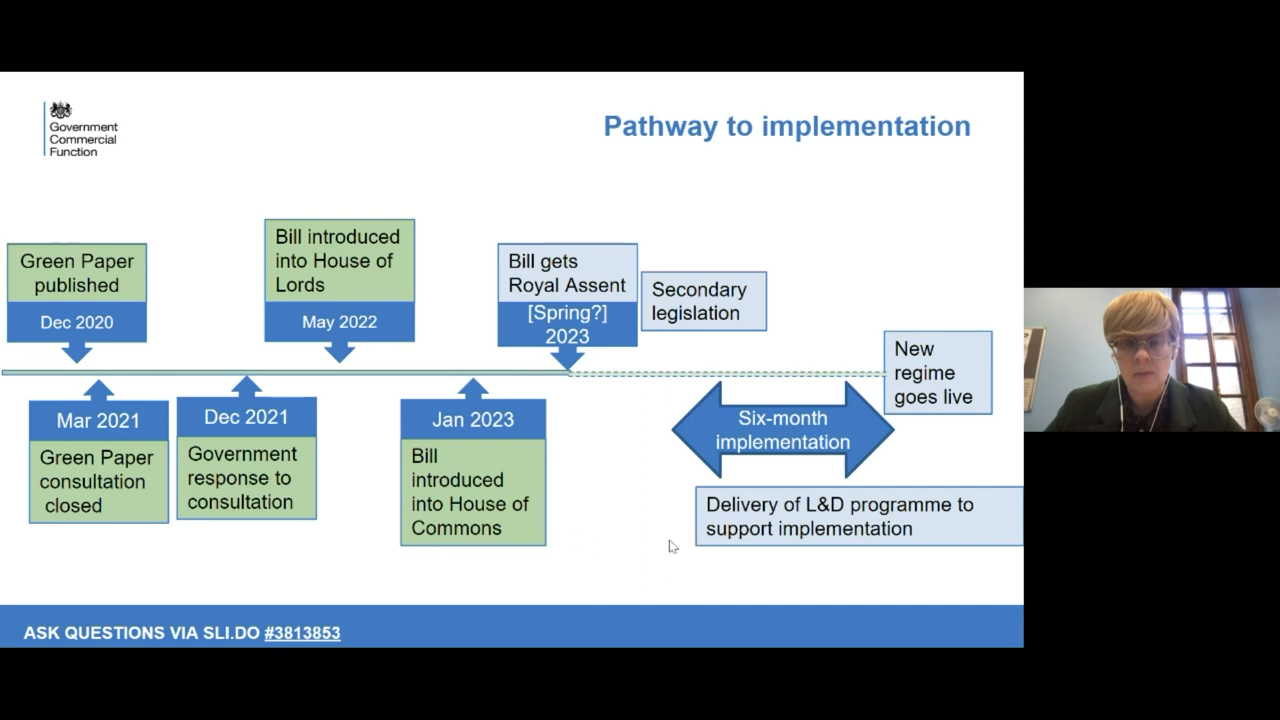 Government
Commercial
Function
Pathway to implementation
Green Paper
published
Dec 2020
Bill introduced
into House of
Lords
May 2022
Bill gets
Royal Assent
[Spring?]
2023
Secondary
legislation
New
regime
goes live
Mar 2021
Green Paper
consultation
closed
Dec 2021
Government
response to
consultation
Jan 2023
Bill
introduced
into House of
Commons
Six-month
implementation
Delivery of L&D programme to
support implementation
ASK QUESTIONS VIA SLI.DO #3813853